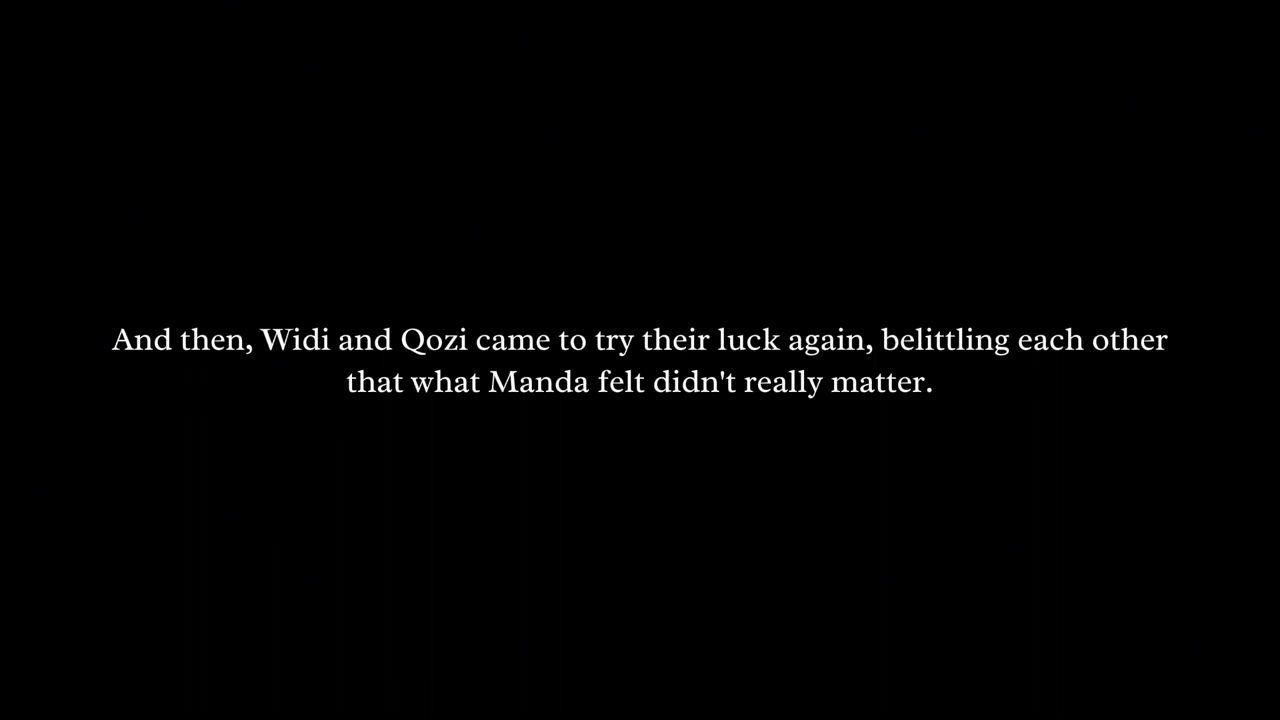 And then, Widi and Qozi came to try their luck again, belittling each other
that what Manda felt didn't really matter.